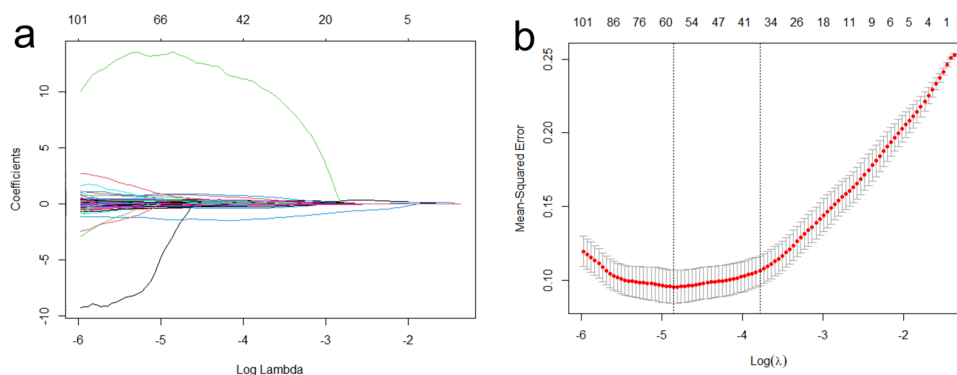 a
101 66 42 20 5
Coefficients
10
5
0
-5
-10
-6 -5 -4 -3 -2
Log Lambda
b
101 86 76 60 54 47 41 34 26 18 11 9 6 5 4 1
Mean-Squared Error
0.25
0.20
0.15
0.10
-6 -5 -4 -3 -2
Log(λ)